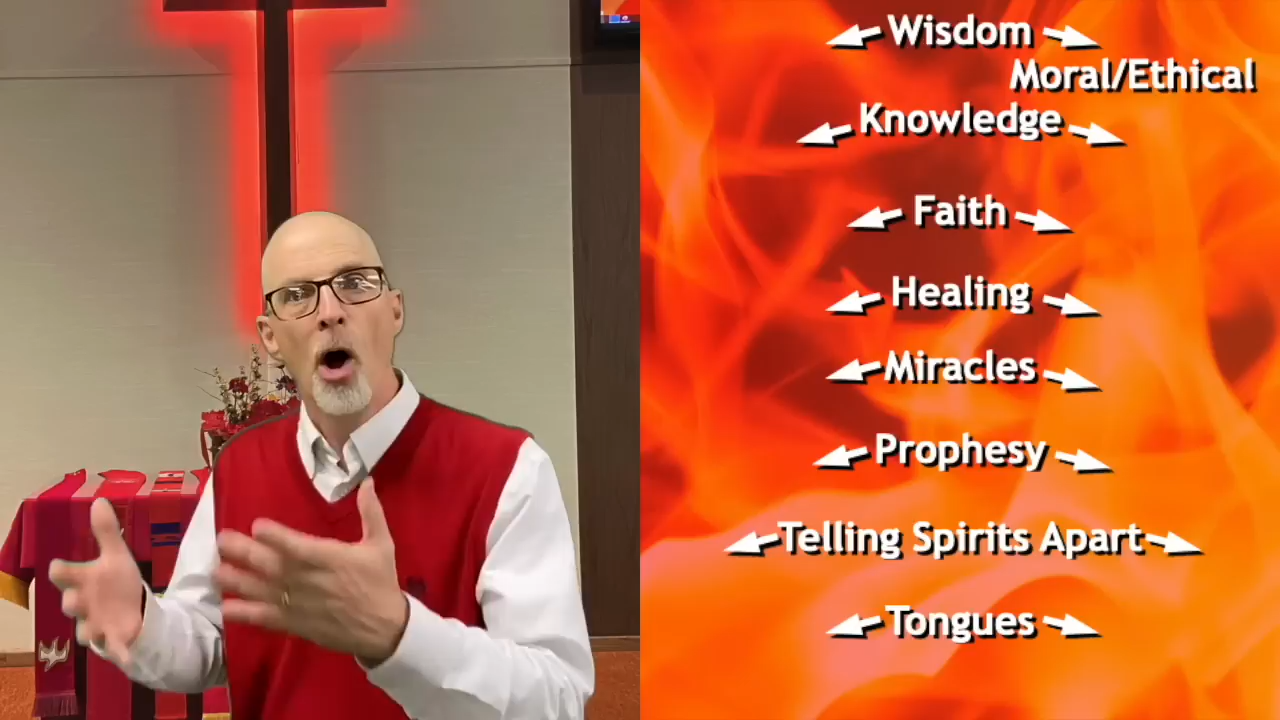 Wisdom
Moral/Ethical
Knowledge
Faith
Healing
Miracles
Prophesy
Telling Spirits Apart
Tongues